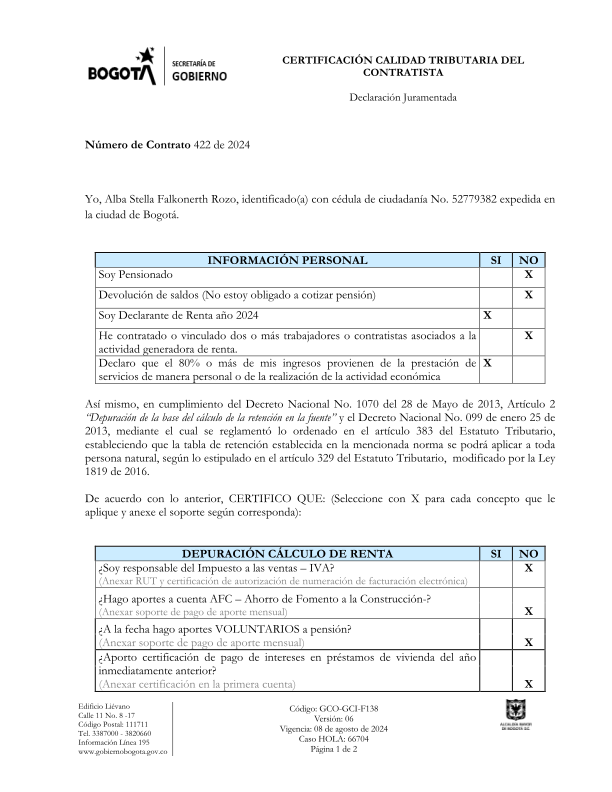 BOGOTÁ
SECRETARÍA DE
GOBIERNO
CERTIFICACIÓN CALIDAD TRIBUTARIA DEL
CONTRATISTA
Declaración Juramentada
Número de Contrato 422 de 2024
Yo, Alba Stella Falkonerth Rozo, identificado(a) con cédula de ciudadanía No. 52779382 expedida en
la ciudad de Bogotá.
INFORMACIÓN PERSONAL SI NO
Soy Pensionado X
Devolución de saldos (No estoy obligado a cotizar pensión) X
Soy Declarante de Renta año 2024 X
He contratado o vinculado dos o más trabajadores o contratistas asociados a la X
actividad generadora de renta.
Declaro que el 80% o más de mis ingresos provienen de la prestación de X
servicios de manera personal o de la realización de la actividad económica
Así mismo, en cumplimiento del Decreto Nacional No. 1070 del 28 de Mayo de 2013, Artículo 2
“Depuración de la base del cálculo de la retención en la fuente” y el Decreto Nacional No. 099 de enero 25 de
2013, mediante el cual se reglamentó lo ordenado en el artículo 383 del Estatuto Tributario,
estableciendo que la tabla de retención establecida en la mencionada norma se podrá aplicar a toda
persona natural, según lo estipulado en el artículo 329 del Estatuto Tributario, modificado por la Ley
1819 de 2016.
De acuerdo con lo anterior, CERTIFICO QUE: (Seleccione con X para cada concepto que le
aplique y anexe el soporte según corresponda):
DEPURACIÓN CÁLCULO DE RENTA SI NO
¿Soy responsable del Impuesto a las ventas – IVA? X
(Anexar RUT y certificación de autorización de numeración de facturación electrónica)
¿Hago aportes a cuenta AFC – Ahorro de Fomento a la Construcción-?
(Anexar soporte de pago de aporte mensual) X
¿A la fecha hago aportes VOLUNTARIOS a pensión?
(Anexar soporte de pago de aporte mensual) X
¿Aporto certificación de pago de intereses en préstamos de vivienda del año
inmediatamente anterior?
(Anexar certificación en la primera cuenta) X
Edificio Liévano
Calle 11 No. 8 -17
Código Postal: 111711
Tel. 3387000 - 3820660
Información Línea 195
www.gobiernobogota.gov.co
Código: GCO-GCI-F138
Versión: 06
Vigencia: 08 de agosto de 2024
Caso HOLA: 66704
Página 1 de 2
ALCALDÍA MAYOR
DE BOGOTÁ D.C.